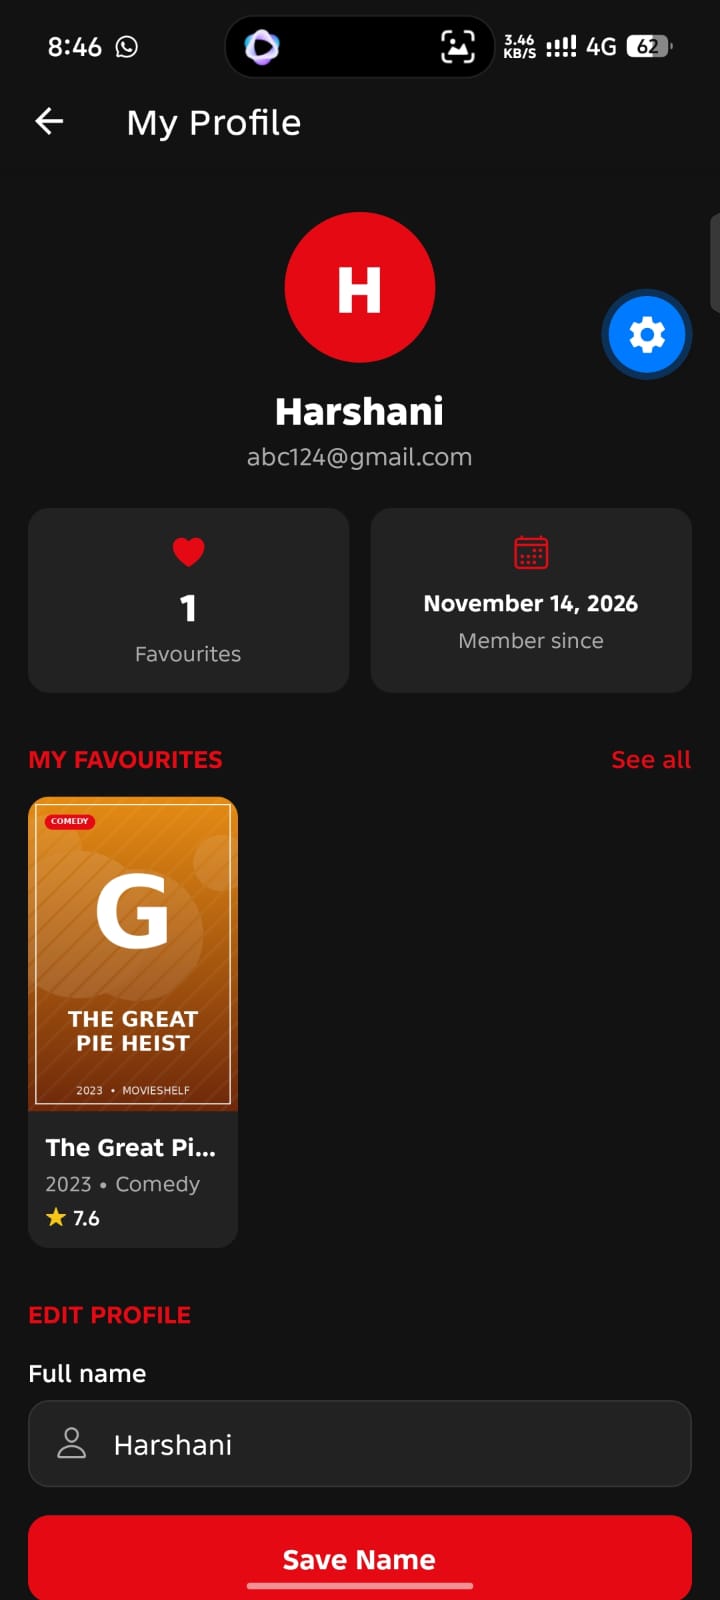 8:46
3.46
KB/S
4G
62
My Profile
H
Harshani
abc124@gmail.com
1
Favourites
November 14, 2026
Member since
MY FAVOURITES
See all
COMEDY
G
THE GREAT
PIE HEIST
2023 • MOVIESHELF
The Great Pi...
2023 • Comedy
7.6
EDIT PROFILE
Full name
Harshani
Save Name